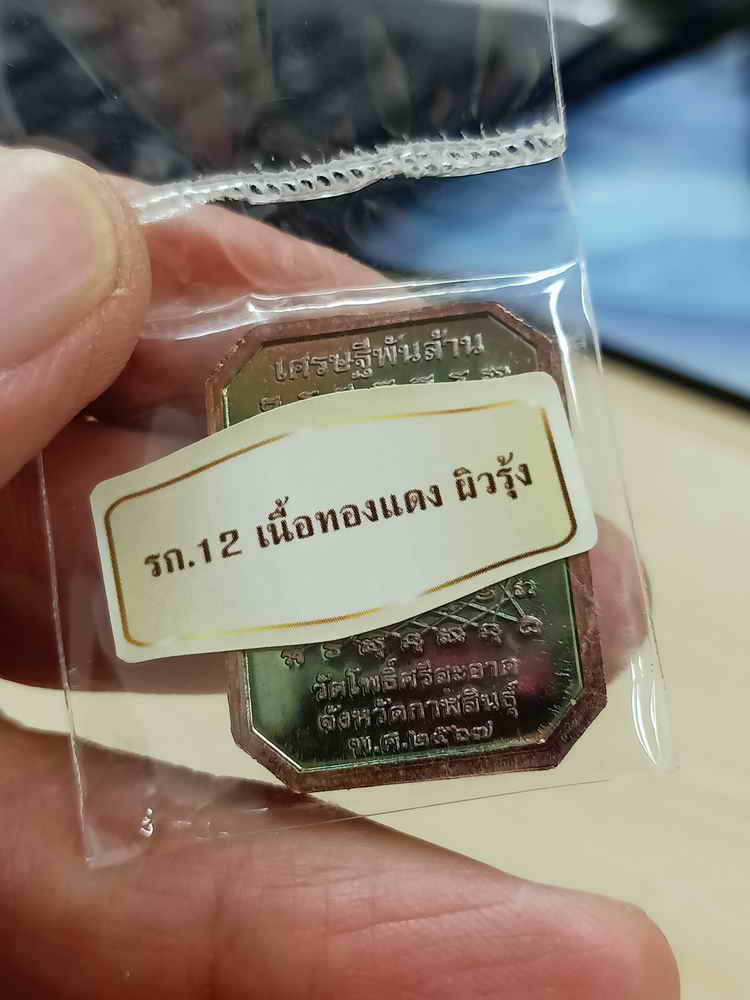 เศรษฐีพันล้าน
รก.12 เนื้อทองแดง ผิวรุ้ง
วัดโพธิ์ศรีสะอาด
จังหวัดกาฬสินธุ์
พ.ศ.๒๕๖๗